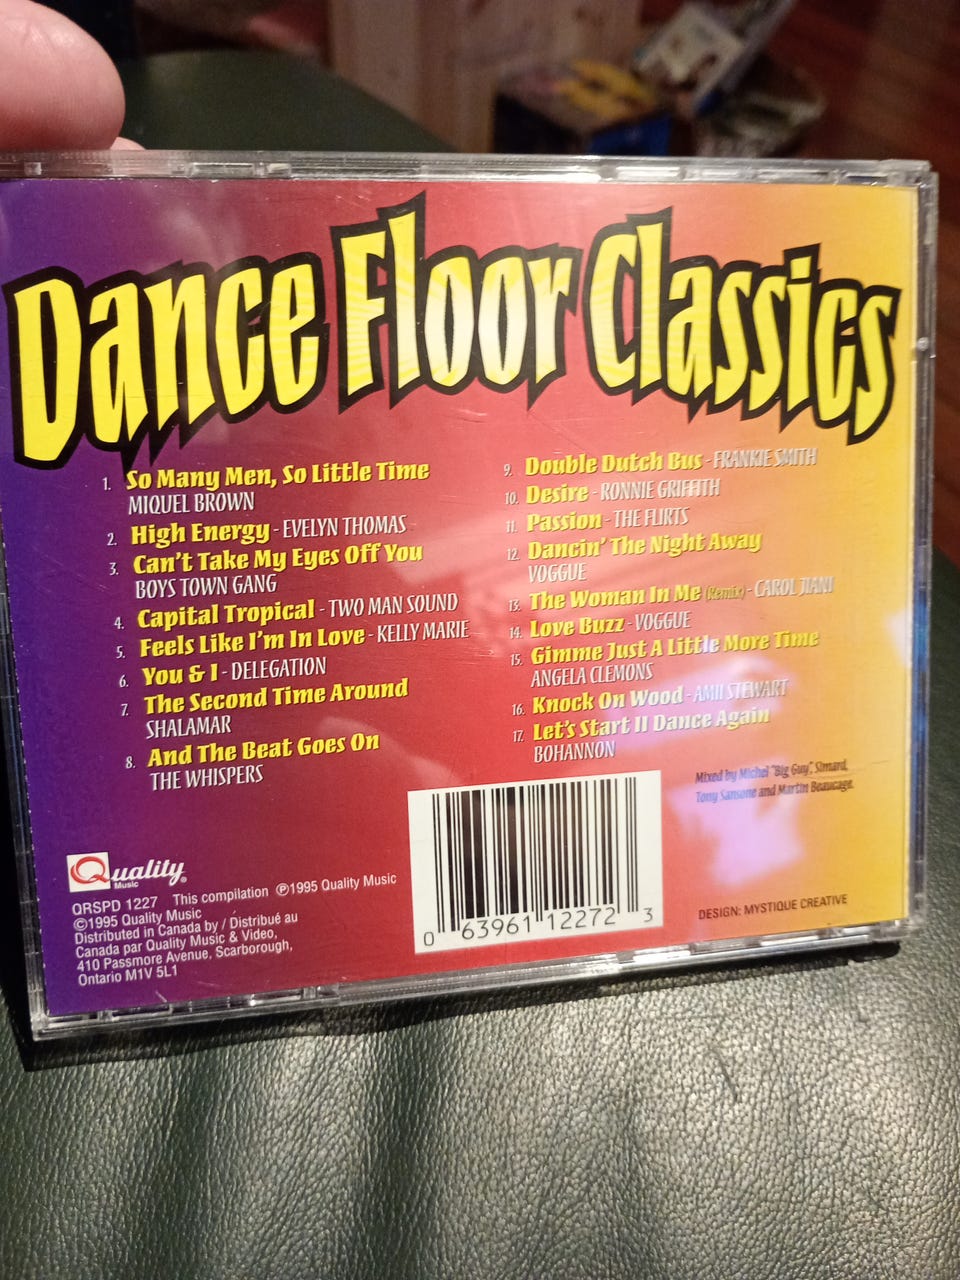 Dance Floor Classics
1. So Many Men, So Little Time
MIQUEL BROWN
2. High Energy - EVELYN THOMAS
3. Can't Take My Eyes Off You
BOYS TOWN GANG
4. Capital Tropical - TWO MAN SOUND
5. Feels Like I'm In Love - KELLY MARIE
6. You & I - DELEGATION
7. The Second Time Around
SHALAMAR
8. And The Beat Goes On
THE WHISPERS
9. Double Dutch Bus - FRANKIE SMITH
10. Desire - RONNIE GRIFFITH
11. Passion - THE FLIRTS
12. Dancin' The Night Away
VOGGUE
13. The Woman In Me (Remix) - CAROL JIANI
14. Love Buzz - VOGGUE
15. Gimme Just A Little More Time
ANGELA CLEMONS
16. Knock On Wood - AMII STEWART
17. Let's Start II Dance Again
BOHANNON
Mixed by Michel "Big Guy", Simard,
Tony Sansone and Martin Beaucage.
Quality®
Music
QRSPD 1227 This compilation ℗1995 Quality Music
©1995 Quality Music
Distributed in Canada by / Distribué au
Canada par Quality Music & Video,
410 Passmore Avenue, Scarborough,
Ontario M1V 5L1
0 63961 12272 3
DESIGN: MYSTIQUE CREATIVE